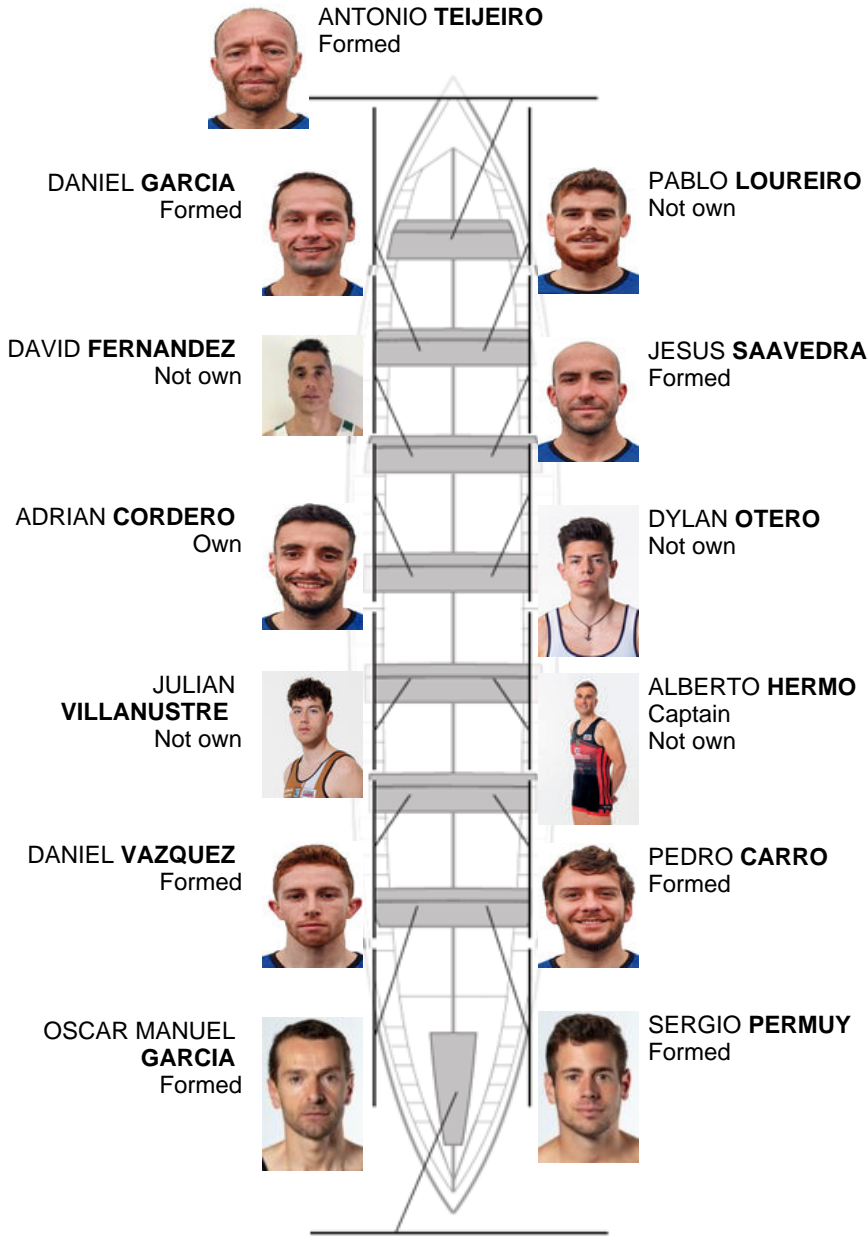 ANTONIO TEIJEIRO
Formed
DANIEL GARCIA
Formed
PABLO LOUREIRO
Not own
DAVID FERNANDEZ
Not own
JESUS SAAVEDRA
Formed
ADRIAN CORDERO
Own
DYLAN OTERO
Not own
JULIAN
VILLANUSTRE
Not own
ALBERTO HERMO
Captain
Not own
DANIEL VAZQUEZ
Formed
PEDRO CARRO
Formed
OSCAR MANUEL
GARCIA
Formed
SERGIO PERMUY
Formed